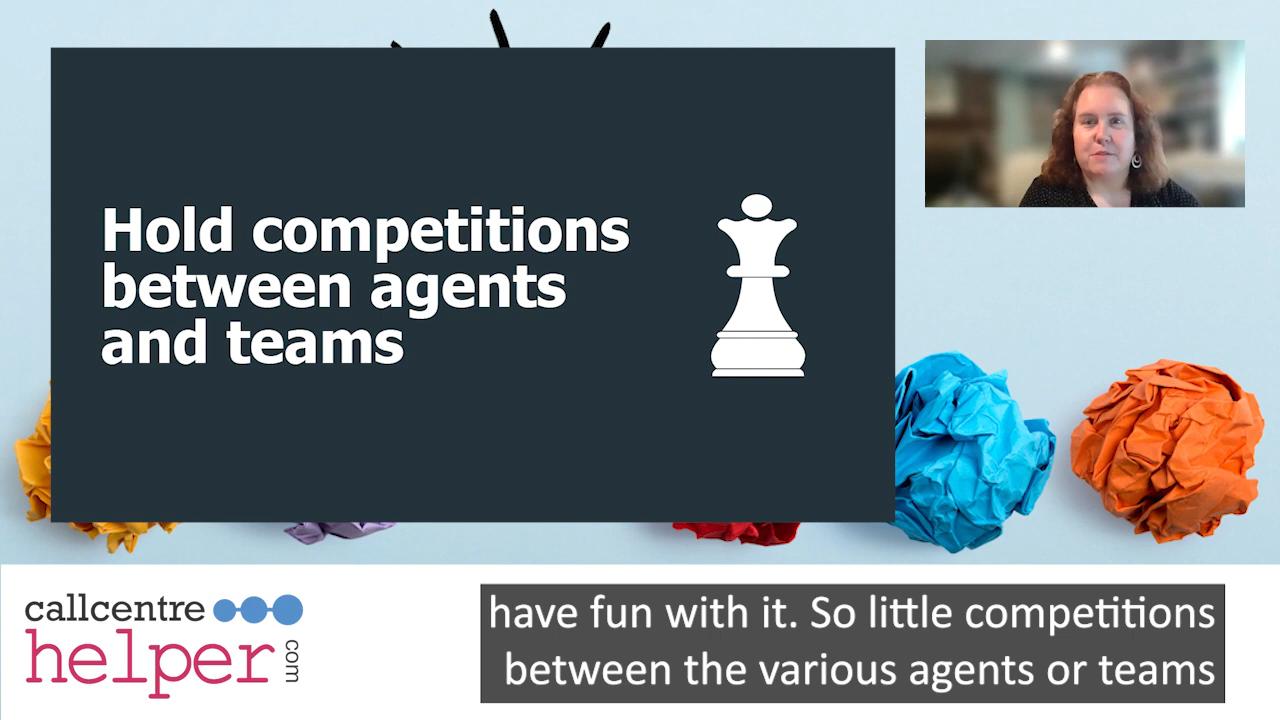 Hold competitions
between agents
and teams
callcentre
helper
.com
have fun with it. So little competitions
between the various agents or teams